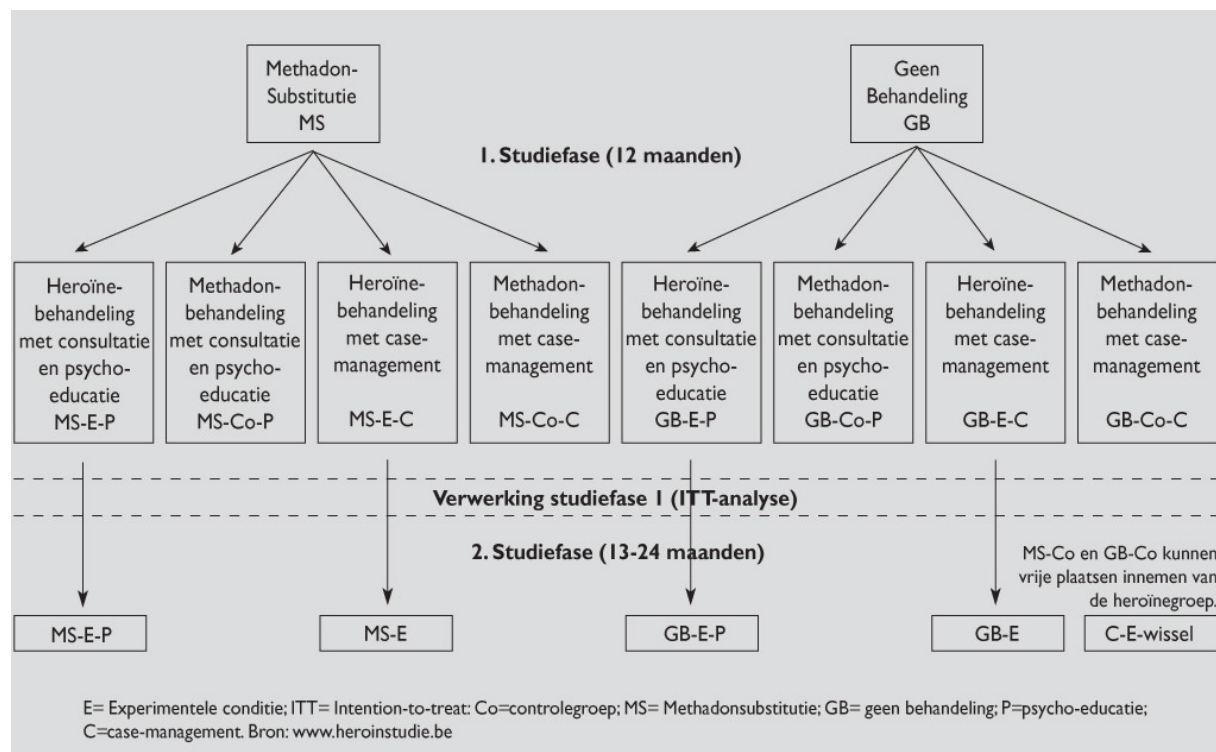 Methadon-
Substitutie
MS
Geen
Behandeling
GB
1. Studiefase (12 maanden)
Heroïne-
behandeling
met consultatie
en psycho-
educatie
MS-E-P
Methadon-
behandeling
met consultatie
en psycho-
educatie
MS-Co-P
Heroïne-
behandeling
met case-
management
MS-E-C
Methadon-
behandeling
met case-
management
MS-Co-C
Heroïne-
behandeling
met consultatie
en psycho-
educatie
GB-E-P
Methadon-
behandeling
met consultatie
en psycho-
educatie
GB-Co-P
Heroïne-
behandeling
met case-
management
GB-E-C
Methadon-
behandeling
met case-
management
GB-Co-C
Verwerking studiefase 1 (ITT-analyse)
2. Studiefase (13-24 maanden)
MS-Co en GB-Co kunnen
vrije plaatsen innemen van
de heroïnegroep.
MS-E-P
MS-E
GB-E-P
GB-E
C-E-wissel
E= Experimentele conditie; ITT= Intention-to-treat: Co=controlegroep; MS= Methadonsubstitutie; GB= geen behandeling; P=psycho-educatie;
C=case-management. Bron: www.heroinstudie.be